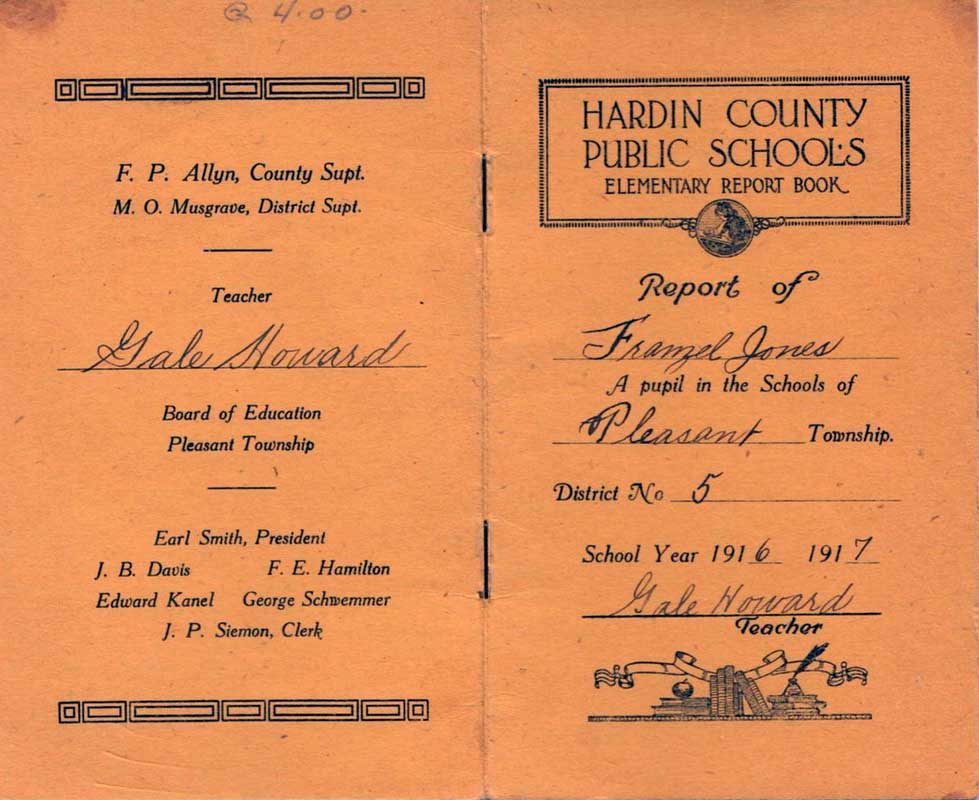 @ 4.00.
F. P. Allyn, County Supt.
M. O. Musgrave, District Supt.
Teacher
Gale Howard
Board of Education
Pleasant Township
Earl Smith, President
J. B. Davis F. E. Hamilton
Edward Kanel George Schwemmer
J. P. Siemon, Clerk
HARDIN COUNTY
PUBLIC SCHOOLS
ELEMENTARY REPORT BOOK
Report of
Franzel Jones
A pupil in the Schools of
Pleasant Township.
District No 5
School Year 1916 1917
Gale Howard
Teacher